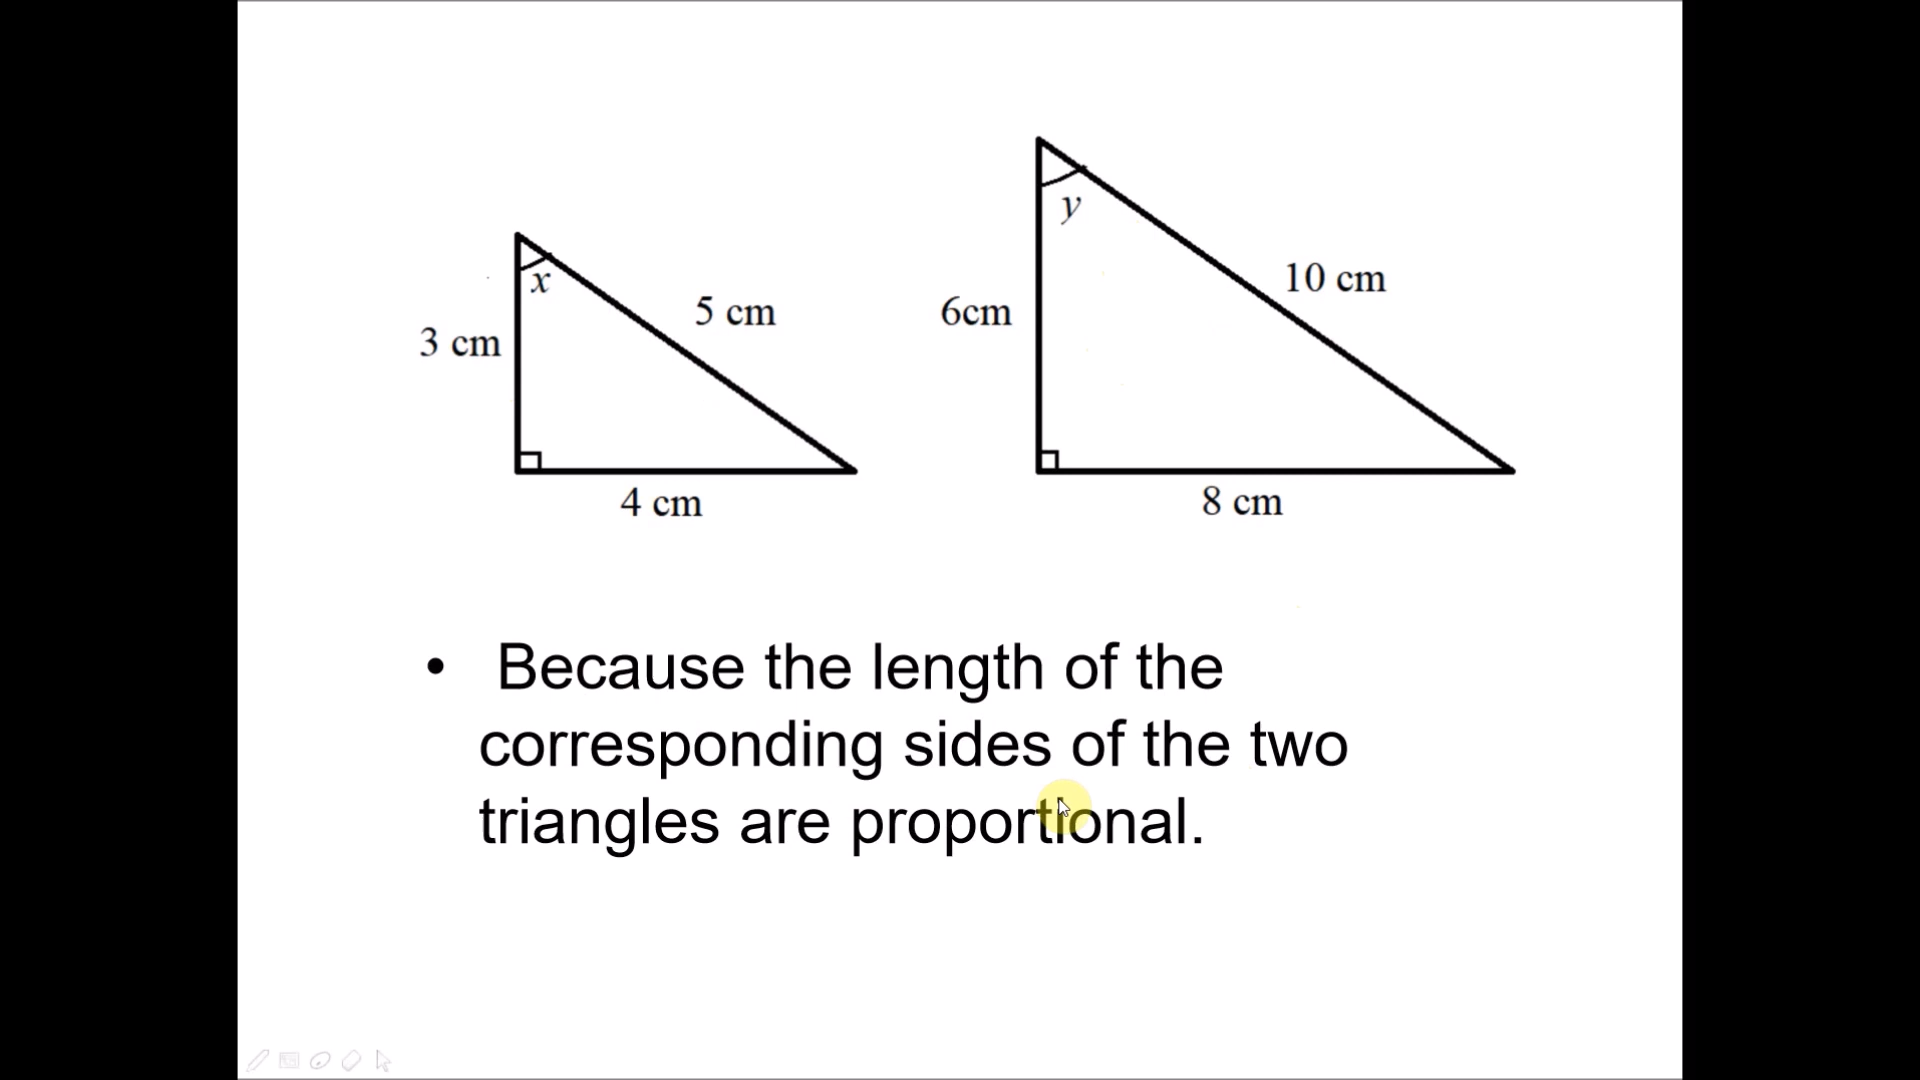 y
10 cm
x
5 cm
6cm
3 cm
4 cm
8 cm
• Because the length of the
corresponding sides of the two
triangles are proportional.